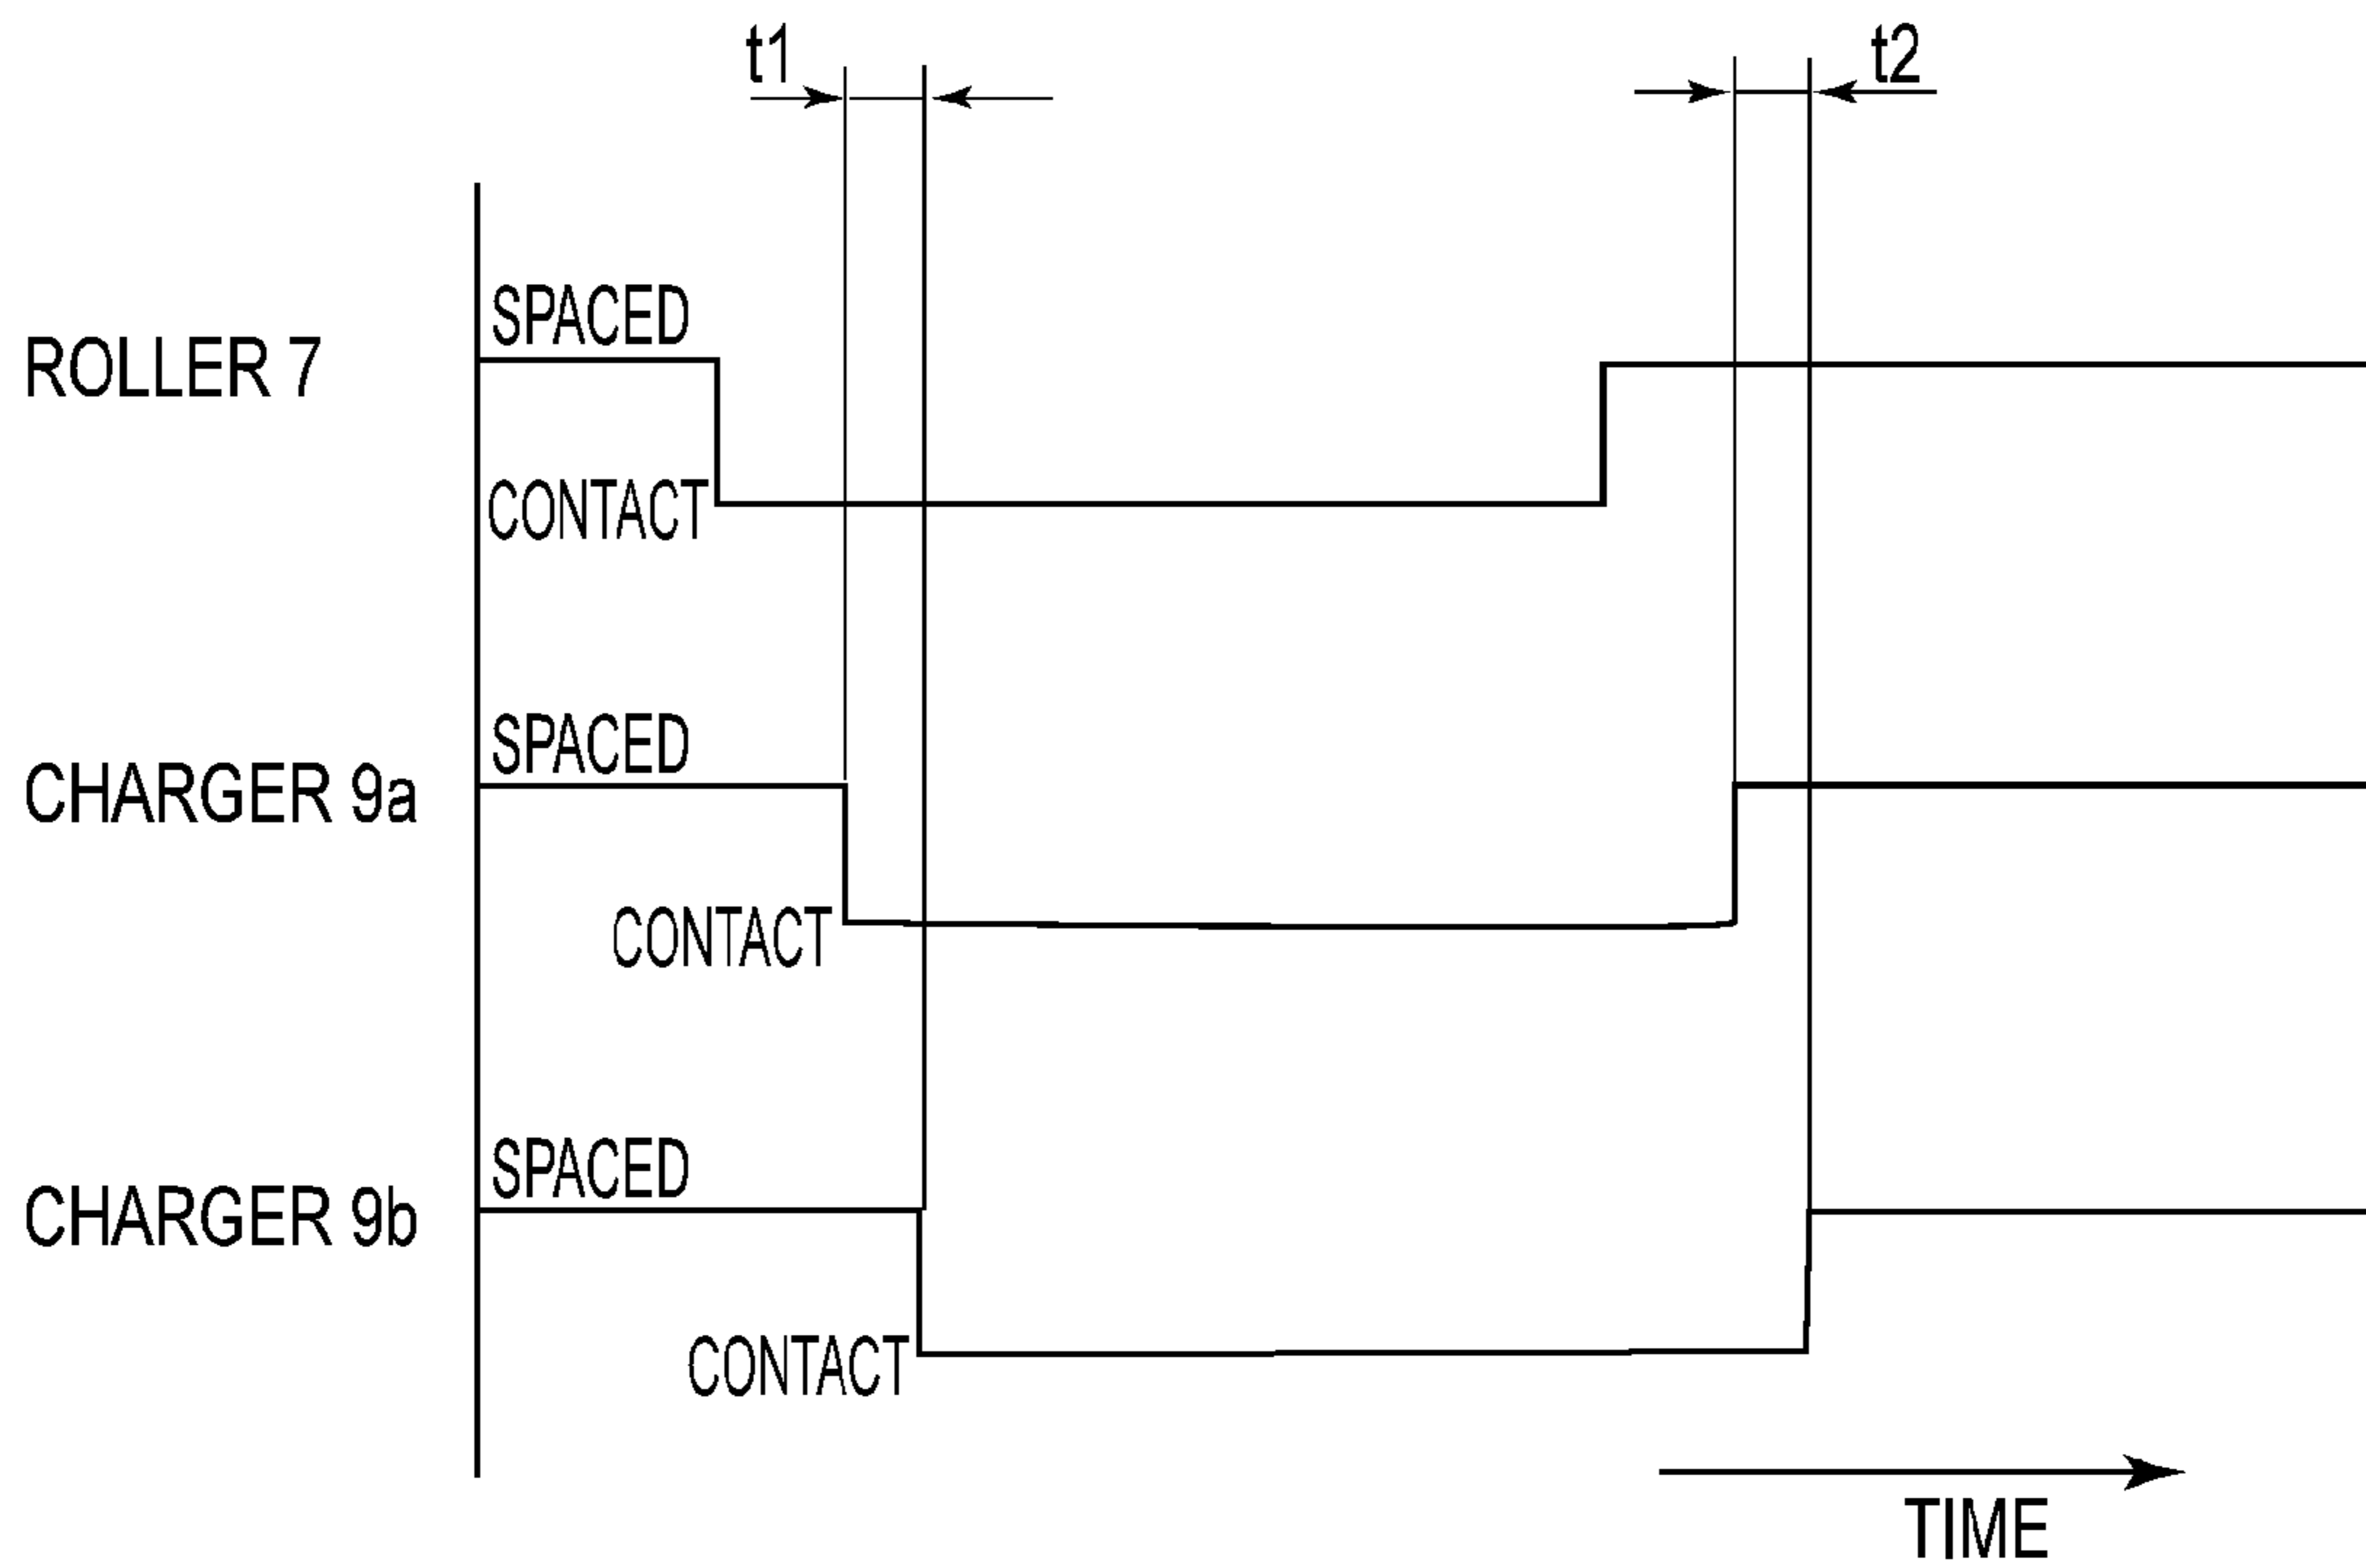 t1
t2
SPACED
ROLLER 7
CONTACT
SPACED
CHARGER 9a
CONTACT
SPACED
CHARGER 9b
CONTACT
TIME